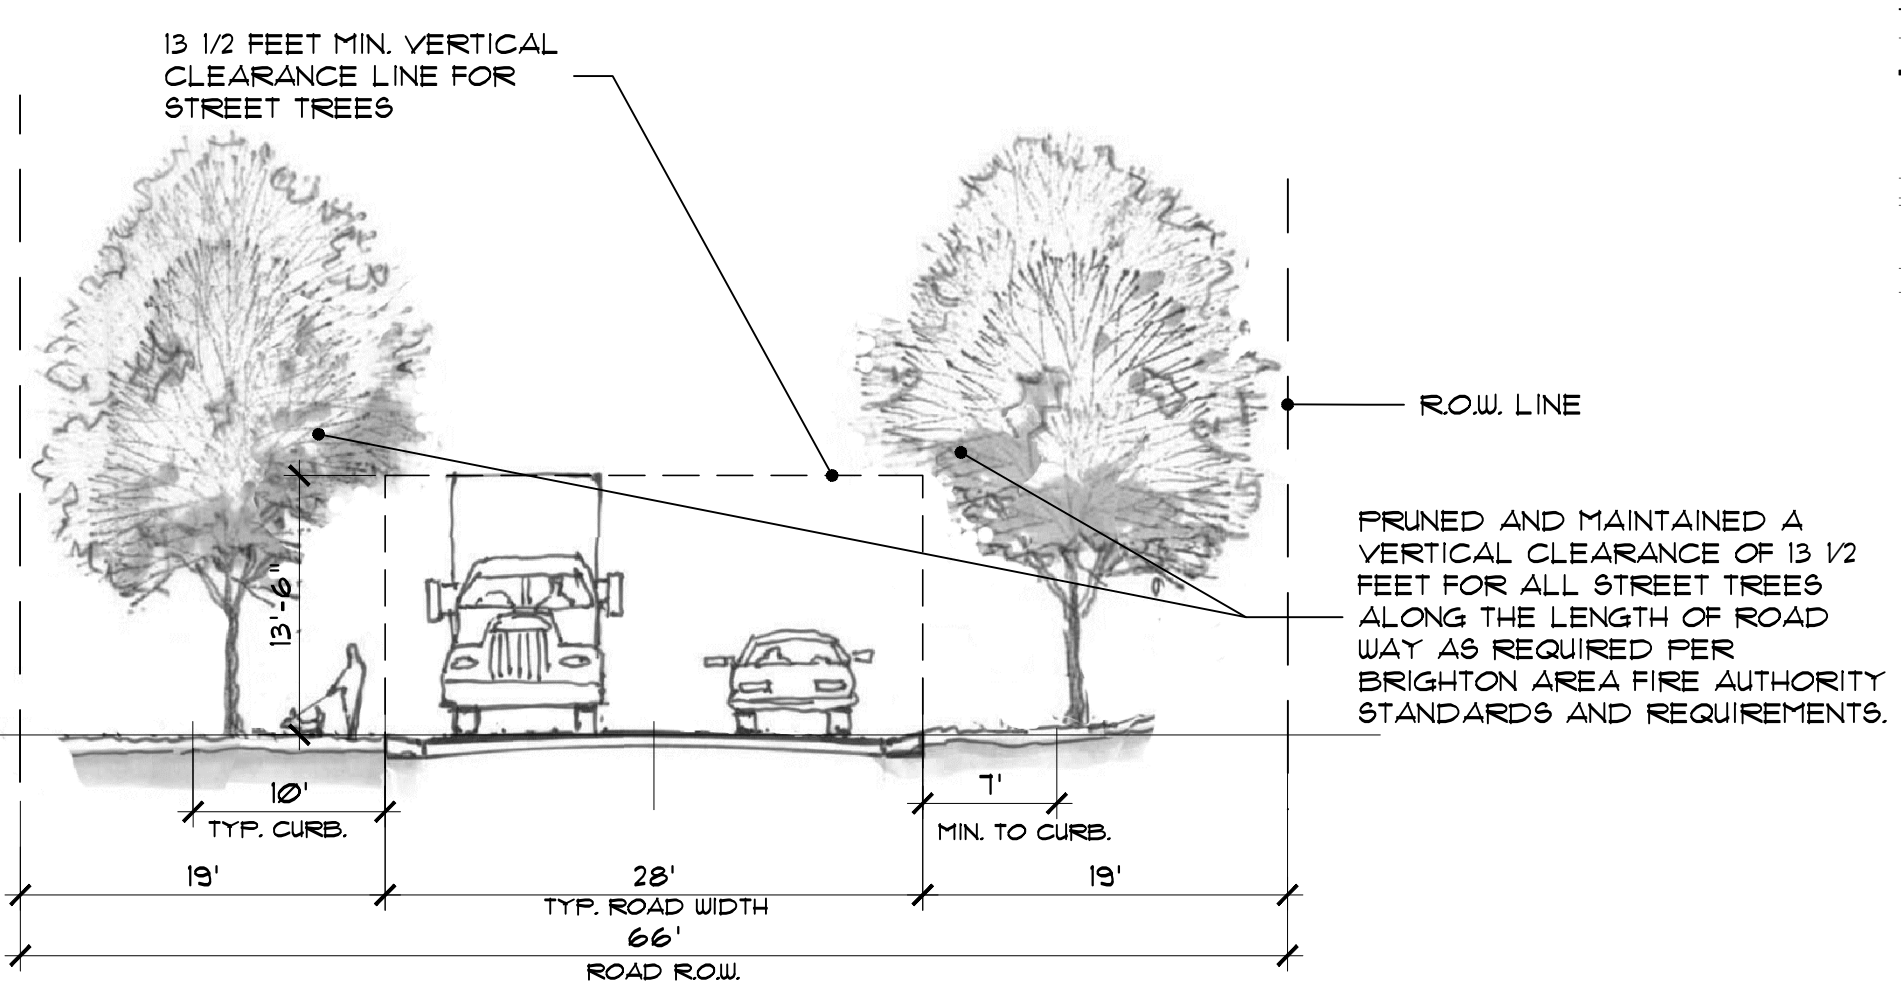 13 1/2 FEET MIN. VERTICAL
CLEARANCE LINE FOR
STREET TREES
R.O.W. LINE
PRUNED AND MAINTAINED A
VERTICAL CLEARANCE OF 13 1/2
FEET FOR ALL STREET TREES
ALONG THE LENGTH OF ROAD
WAY AS REQUIRED PER
BRIGHTON AREA FIRE AUTHORITY
STANDARDS AND REQUIREMENTS.
13'-6"
10'
TYP. CURB.
7'
MIN. TO CURB.
19'
28'
19'
TYP. ROAD WIDTH
66'
ROAD R.O.W.